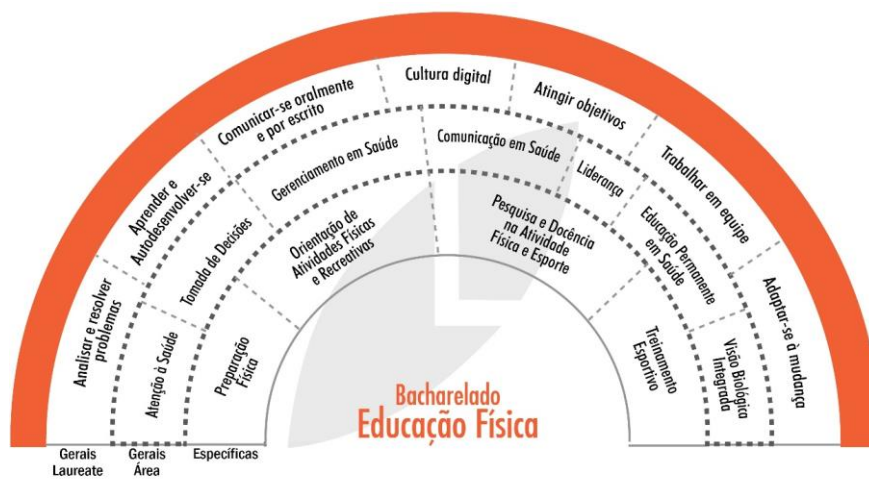 Analisar e resolver
problemas
Aprender e
Autodesenvolver-se
Comunicar-se oralmente
e por escrito
Cultura digital
Atingir objetivos
Trabalhar em equipe
Adaptar-se à mudança
Atenção à Saúde
Tomada de Decisões
Gerenciamento em Saúde
Comunicação em Saúde
Liderança
Educação Permanente
em Saúde
Visão Biológica
Integrada
Preparação
Física
Orientação de
Atividades Físicas
e Recreativas
Pesquisa e Docência
na Atividade
Física e Esporte
Treinamento
Esportivo
Bacharelado
Educação Física
Gerais
Laureate
Gerais
Área
Específicas